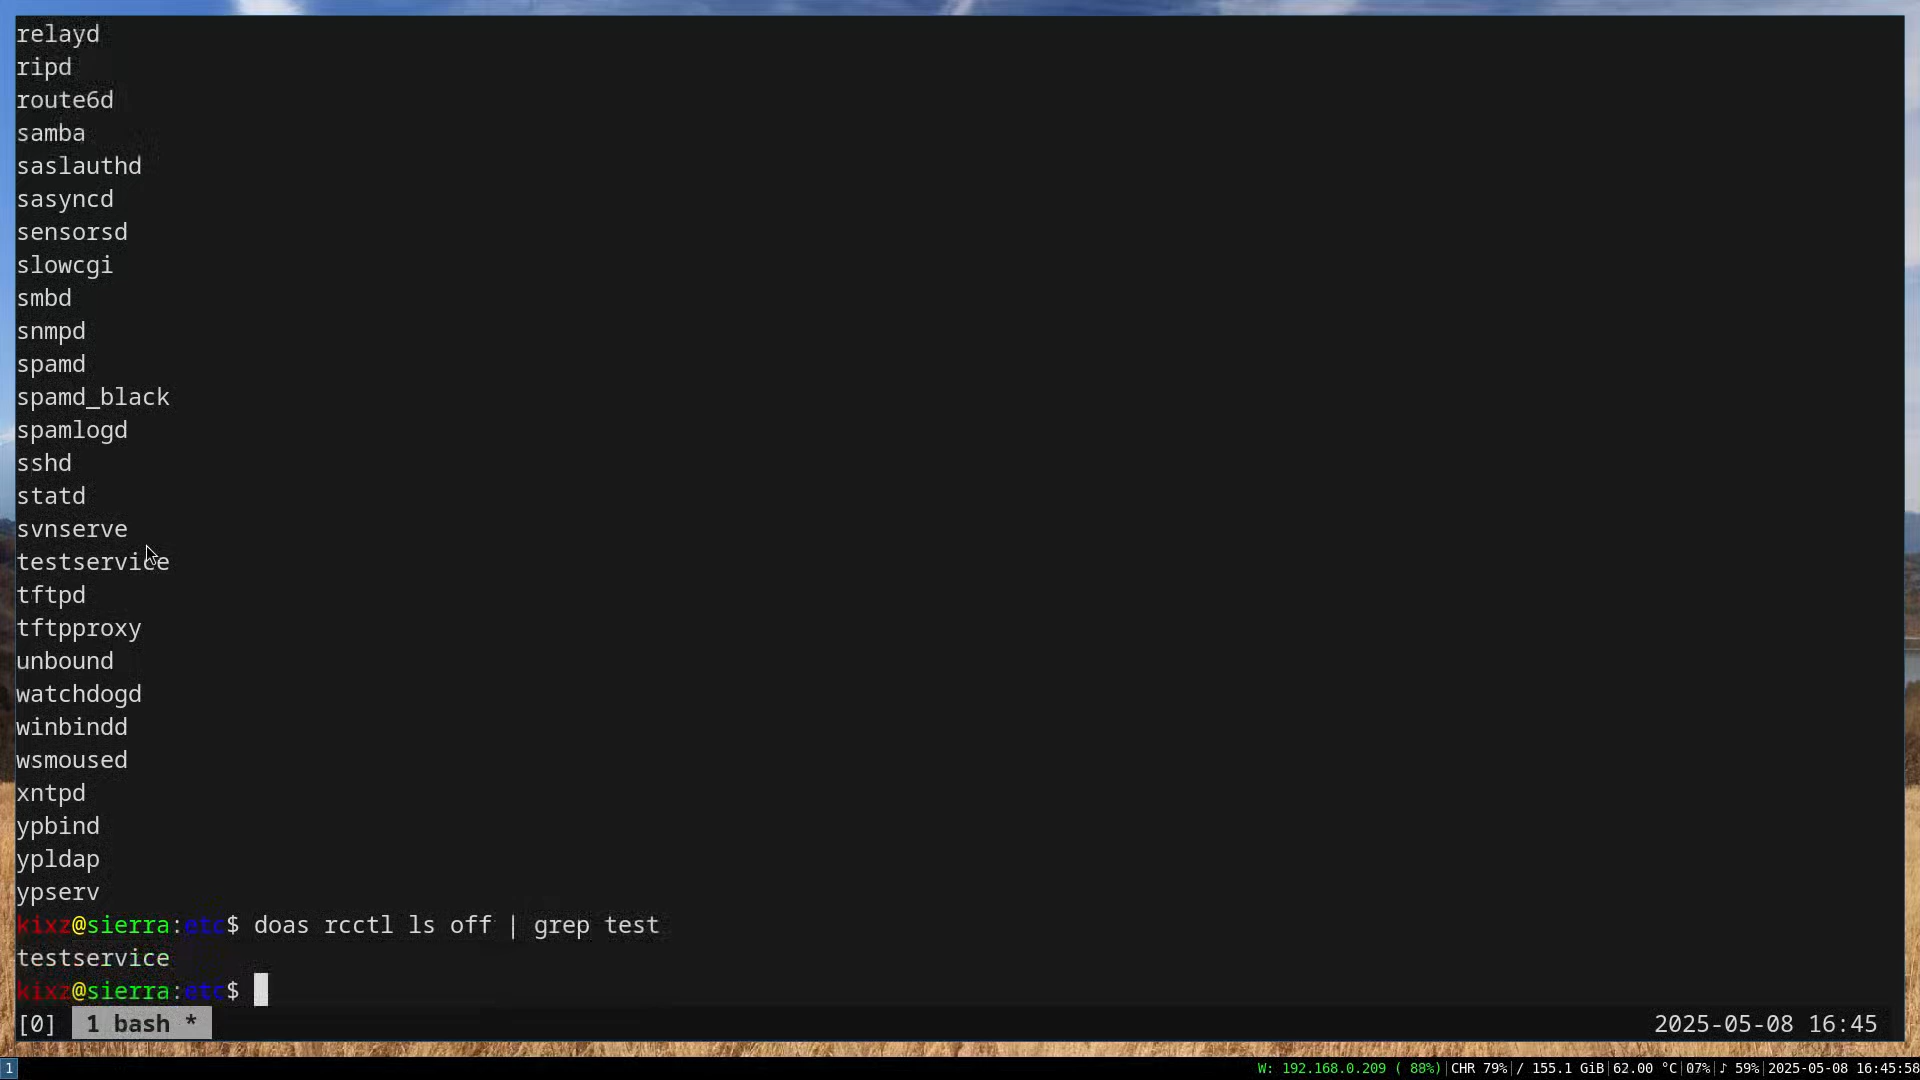 relayd
ripd
route6d
samba
saslauthd
sasyncd
sensorsd
slowcgi
smbd
snmpd
spamd
spamd_black
spamlogd
sshd
statd
svnserve
testservice
tftpd
tftpproxy
unbound
watchdogd
winbindd
wsmoused
xntpd
ypbind
ypldap
ypserv
kixz@sierra:etc$ doas rcctl ls off | grep test
testservice
kixz@sierra:etc$
[0] 1 bash * 2025-05-08 16:45
1 W: 192.168.0.209 ( 88%)|CHR 79%|/ 155.1 GiB|62.00 °C|07%|♪ 59%|2025-05-08 16:45:58